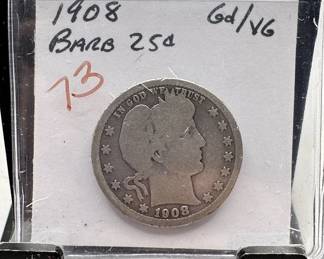 1908 Gd/VG
BARB 25¢
73
IN GOD WE TRUST
1908